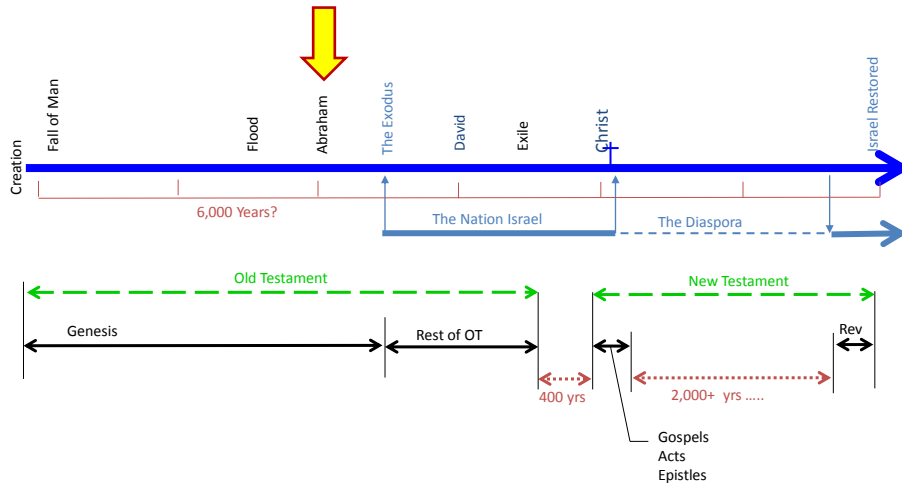 Creation
Fall of Man
Flood
Abraham
The Exodus
David
Exile
Christ
Israel Restored
6,000 Years?
The Nation Israel
The Diaspora
Old Testament
New Testament
Genesis
Rest of OT
Rev
400 yrs
2,000+ yrs .....
Gospels
Acts
Epistles